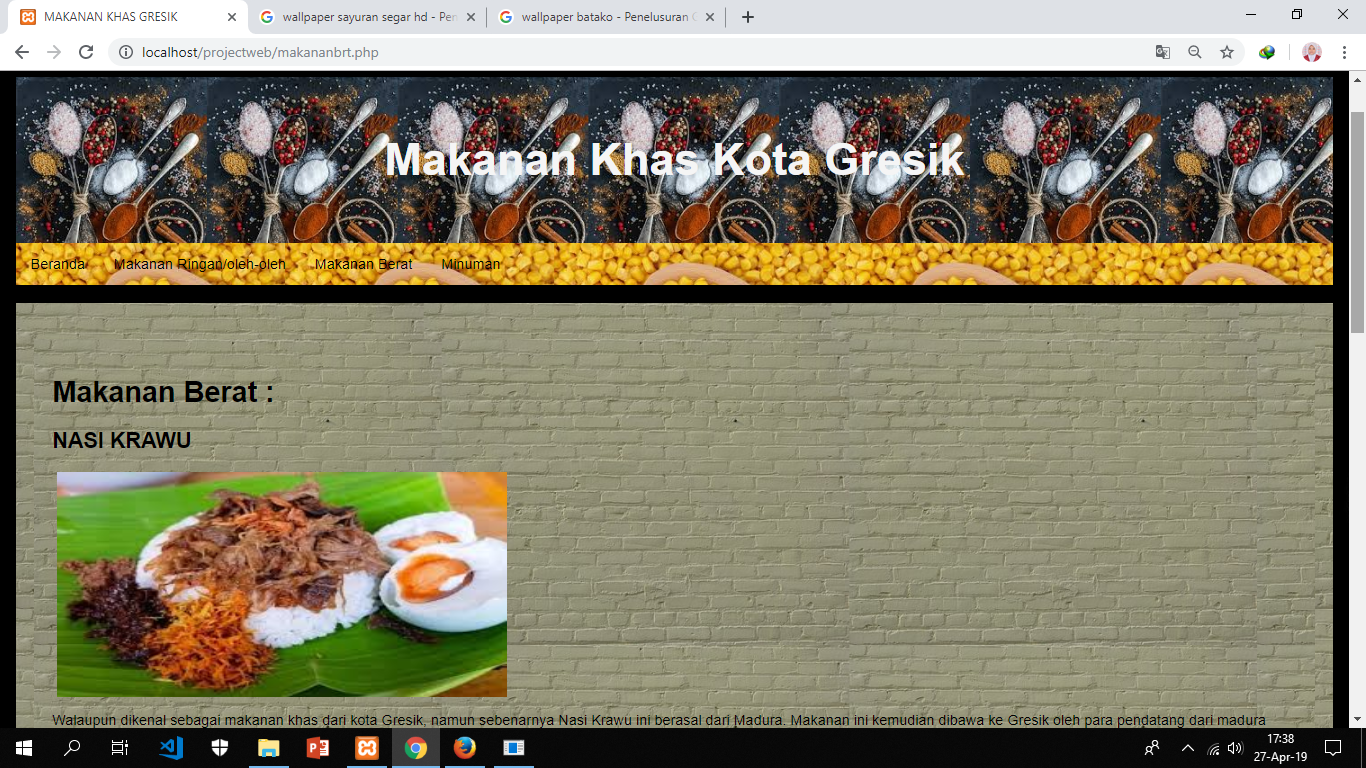 MAKANAN KHAS GRESIK
wallpaper sayuran segar hd - Pen
wallpaper batako - Penelusuran G
localhost/projectweb/makananbrt.php
Makanan Khas Kota Gresik
Beranda Makanan Ringan/oleh-oleh Makanan Berat Minuman
Makanan Berat :
NASI KRAWU
Walaupun dikenal sebagai makanan khas dari kota Gresik, namun sebenarnya Nasi Krawu ini berasal dari Madura. Makanan ini kemudian dibawa ke Gresik oleh para pendatang dari madura
17:38
27-Apr-19